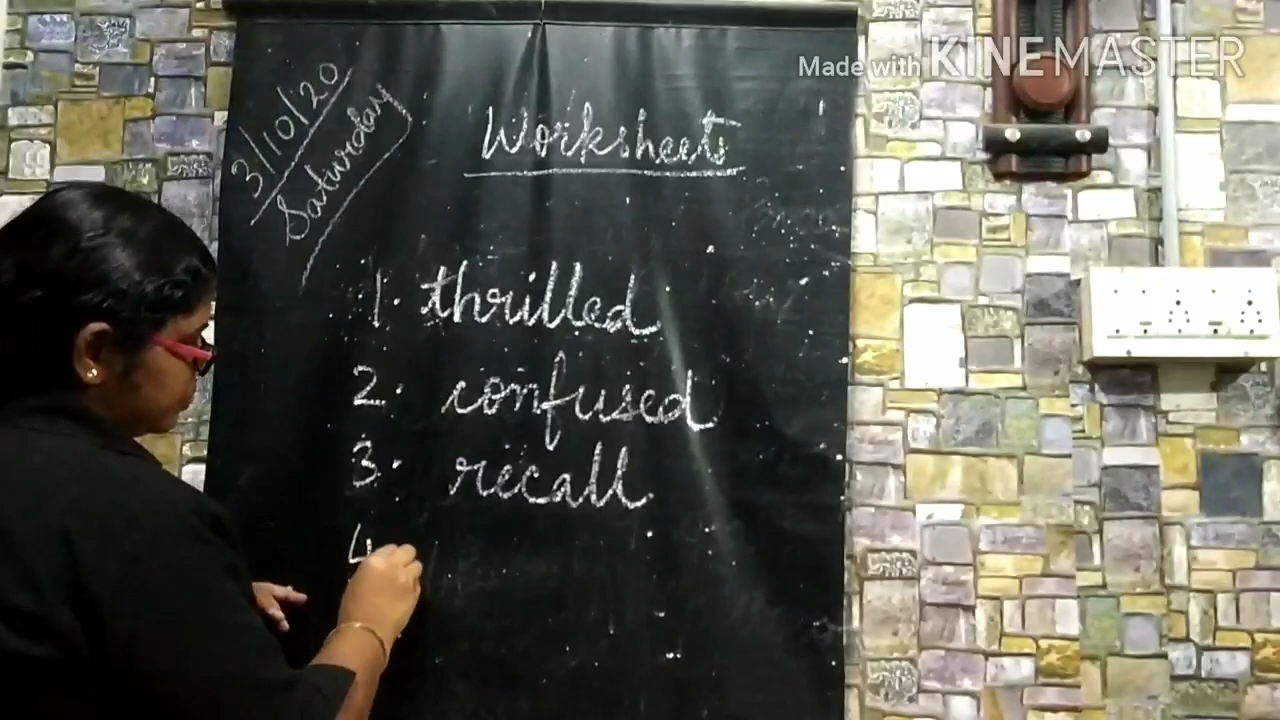 Made with KINEMASTER
3/10/20
Saturday
Worksheets
1. thrilled
2. confused
3. recall
4